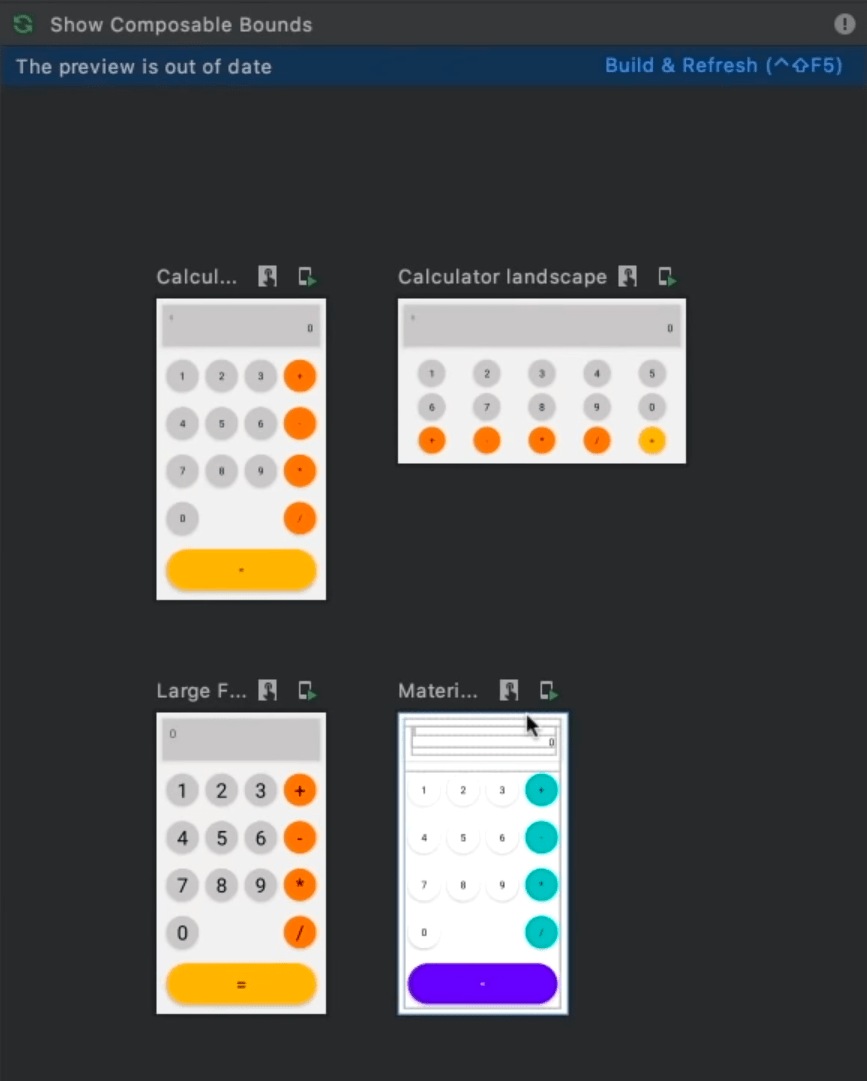 Show Composable Bounds
The preview is out of date
Build & Refresh (^⇧F5)
Calcul...
Calculator landscape
0
0
1 2 3 +
1 2 3 4 5
4 5 6 -
6 7 8 9 0
7 8 9 *
+ - * /
0 /
Large F...
Materi...
0
0
1 2 3 +
1 2 3 +
4 5 6 -
4 5 6 -
7 8 9 *
7 8 9 *
0 /
0 /
=